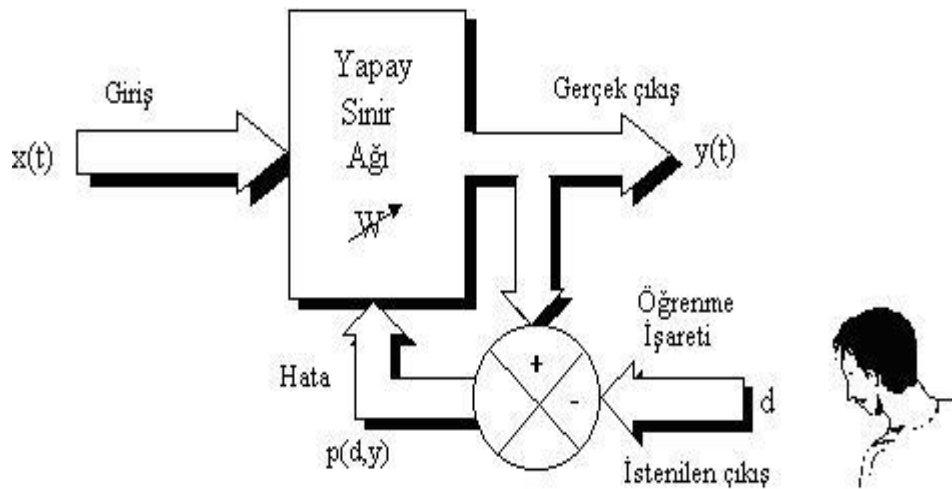 Giriş
x(t)
Yapay
Sinir
Ağı
W
Gerçek çıkış
y(t)
+
-
Öğrenme
İşareti
d
İstenilen çıkış
Hata
p(d,y)